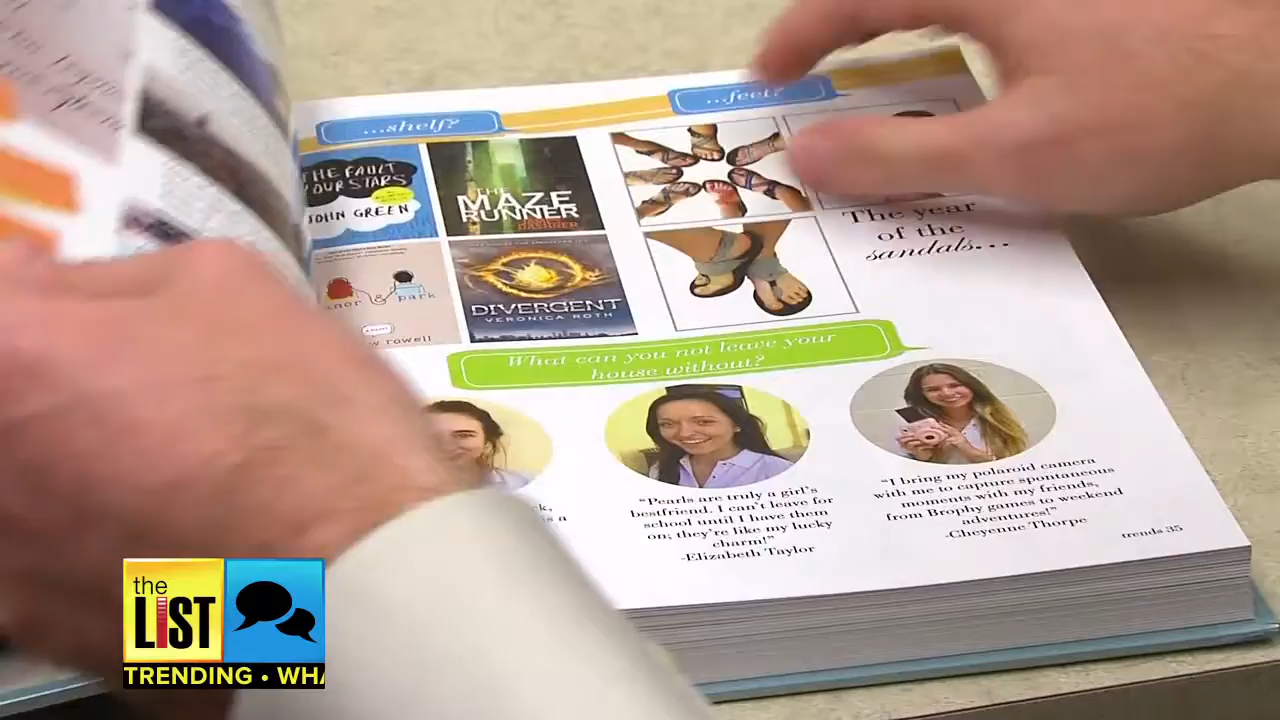 ...shelf?
...feet?
THE FAULT
OUR STARS
JOHN GREEN
THE
MAZE
RUNNER
DASHNER
park
rowell
DIVERGENT
VERONICA ROTH
The year
of the
sandals...
What can you not leave your
house without?
"Pearls are truly a girl's
bestfriend. I can't leave for
school until I have them
on; they're like my lucky
charm!"
-Elizabeth Taylor
"I bring my polaroid camera
with me to capture spontaneous
moments with my friends,
from Brophy games to weekend
adventures!"
-Cheyenne Thorpe
trends 35
the
LIST
TRENDING • WHA